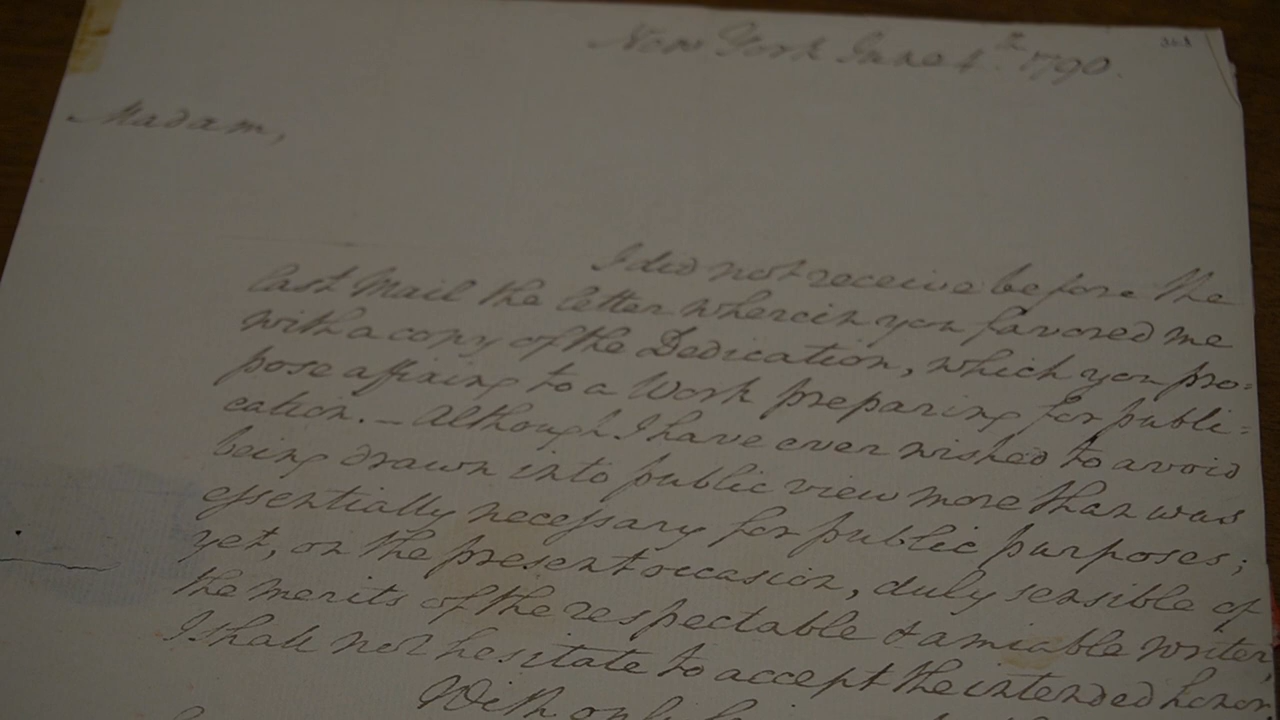 New York June 4th. 1790.
Madam,
I did not receive before the
last Mail the letter wherein you favored me
with a copy of the Dedication, which you pro=
pose affixing to a Work preparing for publi=
cation. — Although I have ever wished to avoid
being drawn into public view more than was
essentially necessary for public purposes;
yet, on the present occasion, duly sensible of
the merits of the respectable & amiable writer,
I shall not hesitate to accept the intended honor
With only